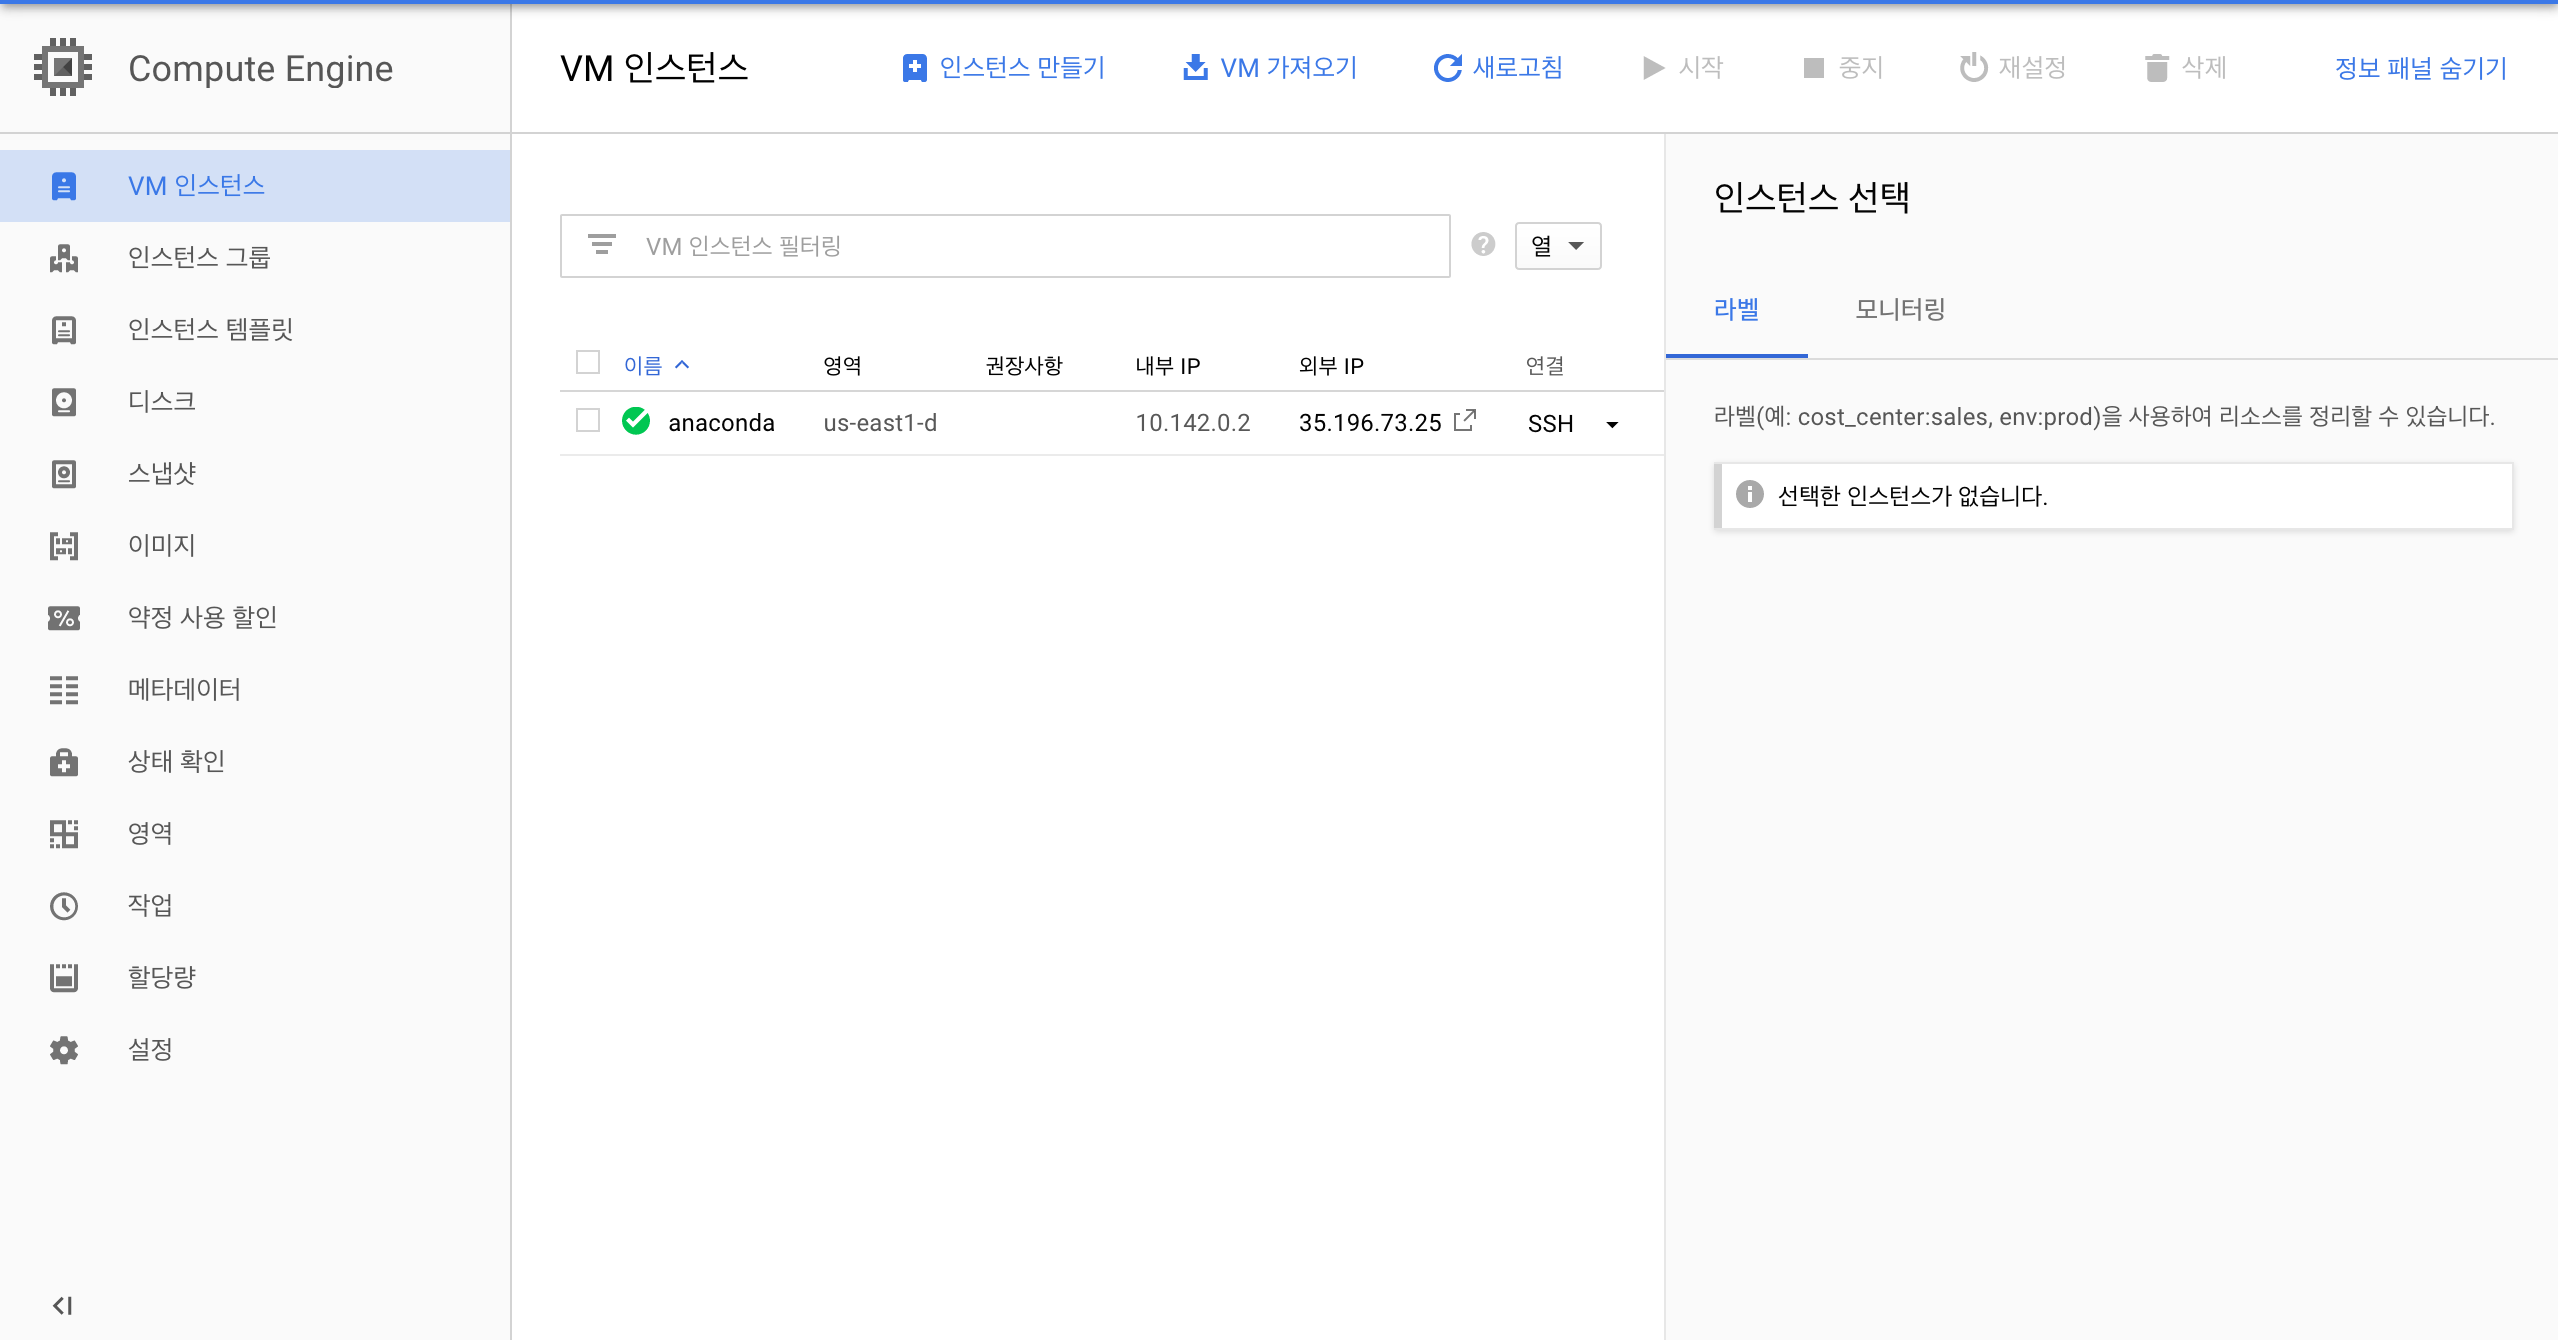 Compute Engine
VM 인스턴스
인스턴스 만들기
VM 가져오기
새로고침
시작
중지
재설정
삭제
정보 패널 숨기기
VM 인스턴스
인스턴스 그룹
인스턴스 템플릿
디스크
스냅샷
이미지
약정 사용 할인
메타데이터
상태 확인
영역
작업
할당량
설정
VM 인스턴스 필터링
열
이름 영역 권장사항 내부 IP 외부 IP 연결
anaconda us-east1-d 10.142.0.2 35.196.73.25 SSH
인스턴스 선택
라벨 모니터링
라벨(예: cost_center:sales, env:prod)을 사용하여 리소스를 정리할 수 있습니다.
선택한 인스턴스가 없습니다.